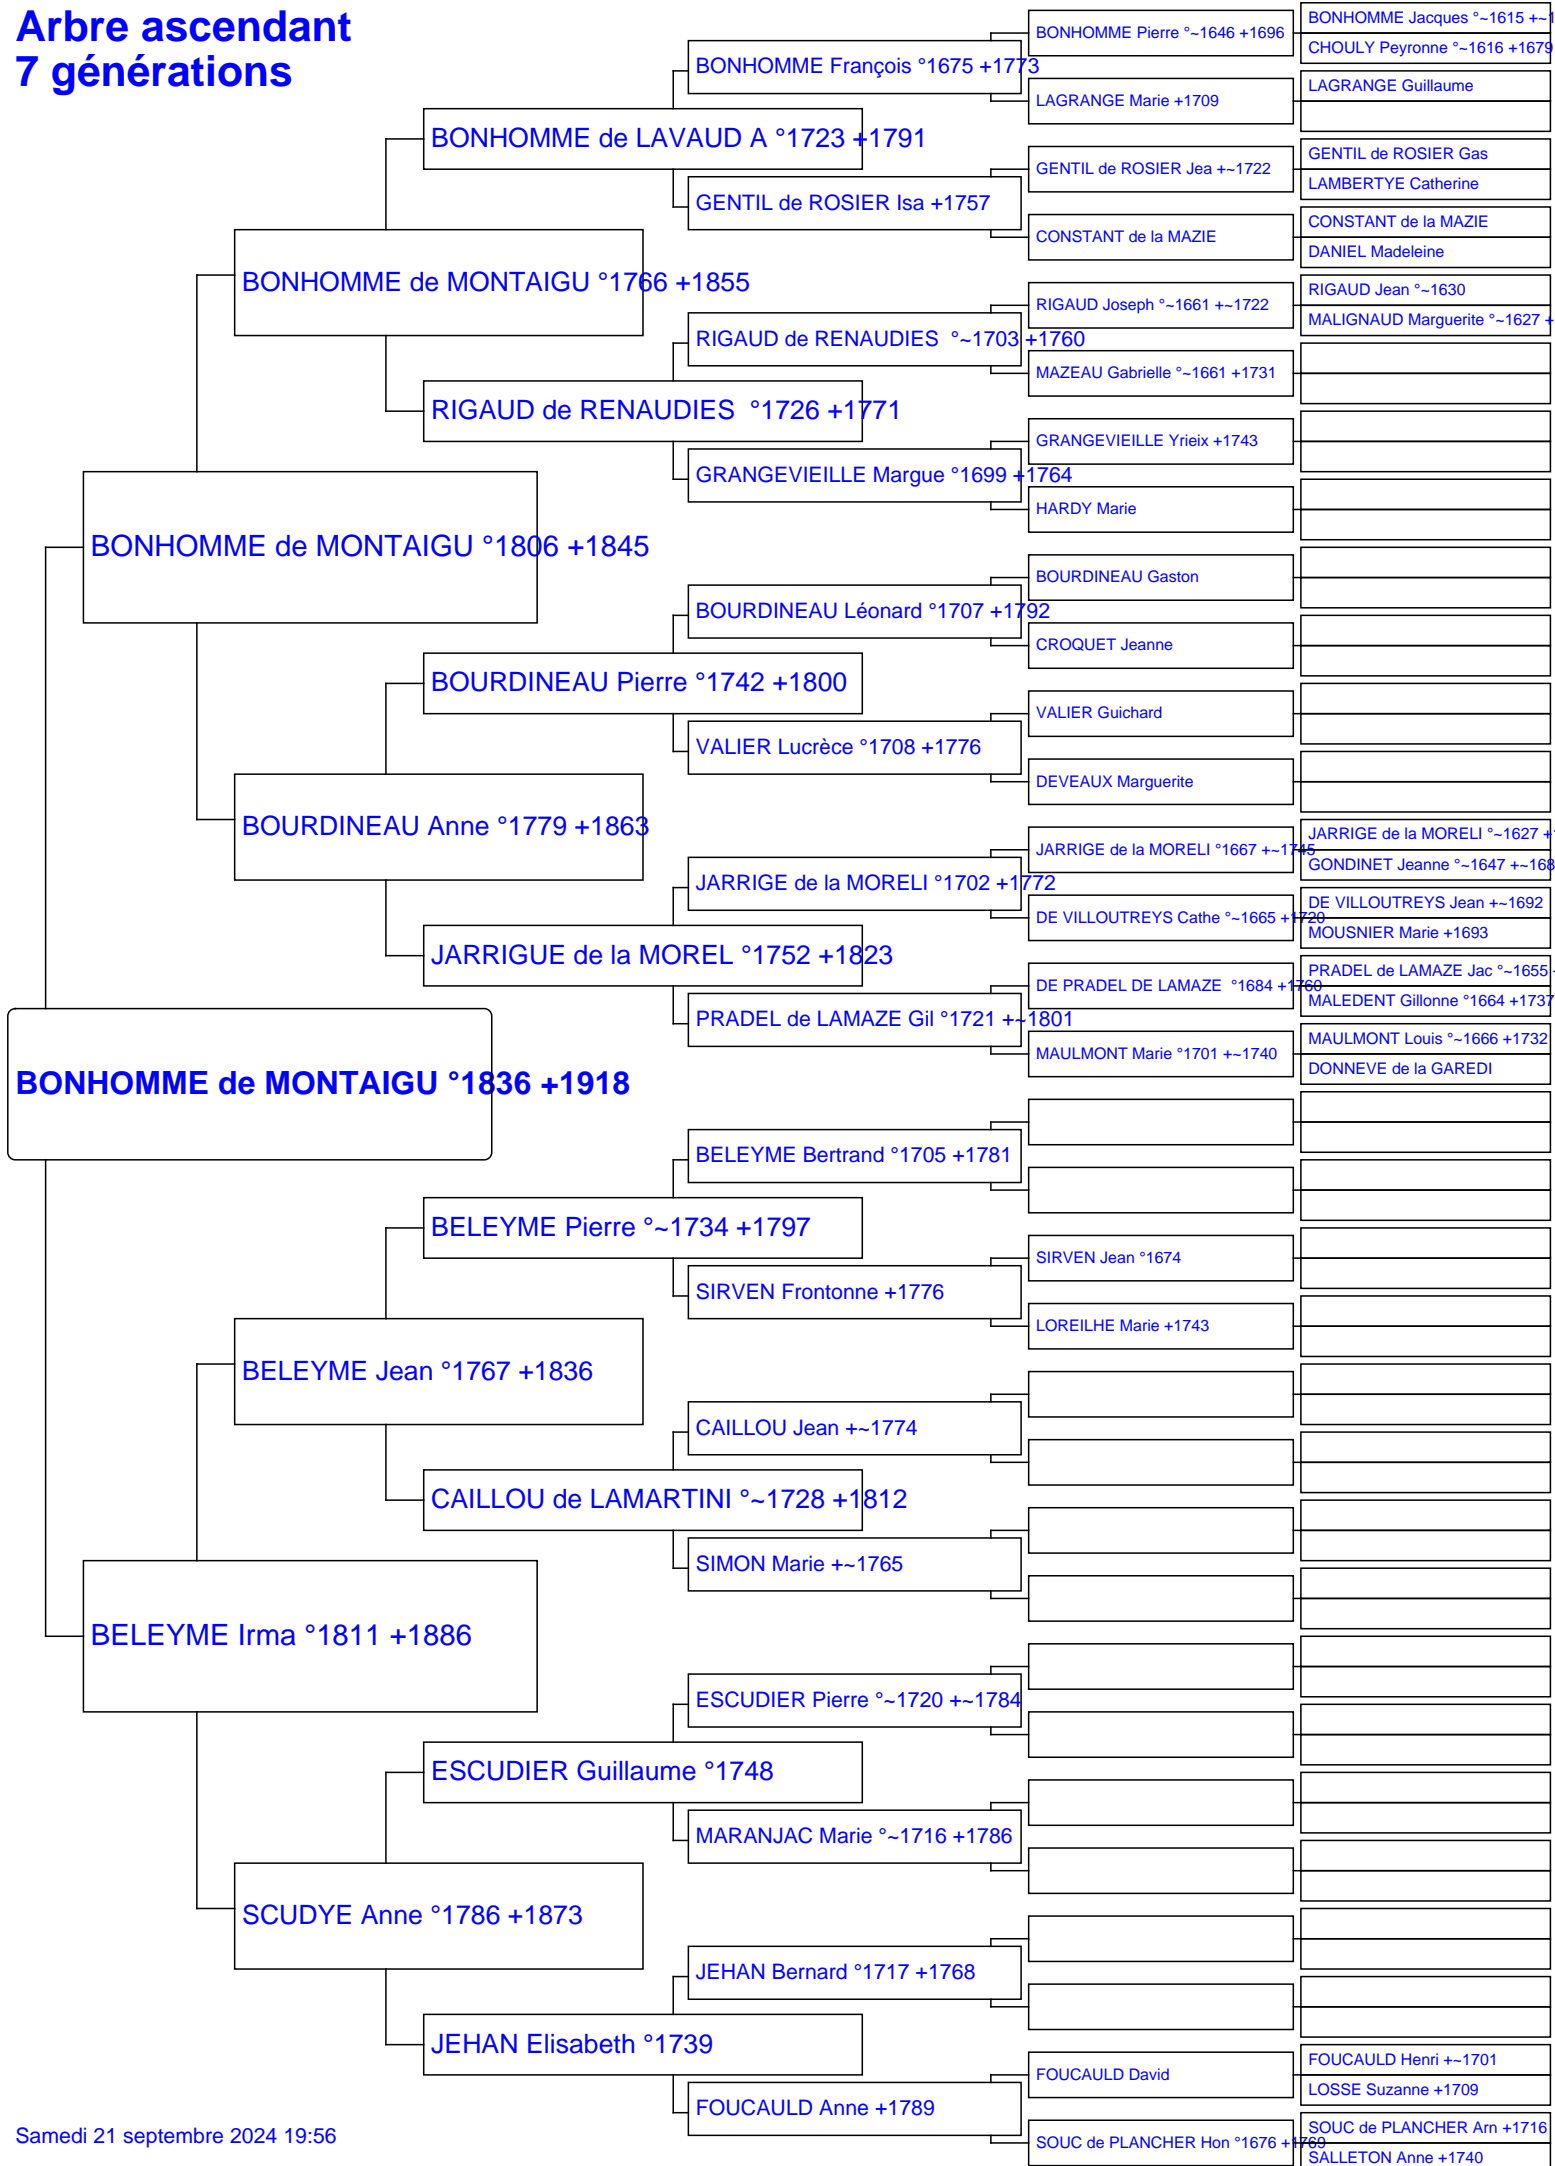 Arbre ascendant
7 générations
BONHOMME de MONTAIGU °1836 +1918
BONHOMME de MONTAIGU °1806 +1845
BELEYME Irma °1811 +1886
BONHOMME de MONTAIGU °1766 +1855
BOURDINEAU Anne °1779 +1863
BELEYME Jean °1767 +1836
SCUDYE Anne °1786 +1873
BONHOMME de LAVAUD A °1723 +1791
RIGAUD de RENAUDIES °1726 +1771
BOURDINEAU Pierre °1742 +1800
JARRIGUE de la MOREL °1752 +1823
BELEYME Pierre °~1734 +1797
CAILLOU de LAMARTINI °~1728 +1812
ESCUDIER Guillaume °1748
JEHAN Elisabeth °1739
BONHOMME François °1675 +1773
GENTIL de ROSIER Isa +1757
RIGAUD de RENAUDIES °~1703 +1760
GRANGEVIEILLE Margue °1699 +1764
BOURDINEAU Léonard °1707 +1792
VALIER Lucrèce °1708 +1776
JARRIGE de la MORELI °1702 +1772
PRADEL de LAMAZE Gil °1721 +~1801
BELEYME Bertrand °1705 +1781
SIRVEN Frontonne +1776
CAILLOU Jean +~1774
SIMON Marie +~1765
ESCUDIER Pierre °~1720 +~1784
MARANJAC Marie °~1716 +1786
JEHAN Bernard °1717 +1768
FOUCAULD Anne +1789
BONHOMME Pierre °~1646 +1696
LAGRANGE Marie +1709
GENTIL de ROSIER Jea +~1722
CONSTANT de la MAZIE
RIGAUD Joseph °~1661 +~1722
MAZEAU Gabrielle °~1661 +1731
GRANGEVIEILLE Yrieix +1743
HARDY Marie
BOURDINEAU Gaston
CROQUET Jeanne
VALIER Guichard
DEVEAUX Marguerite
JARRIGE de la MORELI °1667 +~1745
DE VILLOUTREYS Cathe °~1665 +1720
DE PRADEL DE LAMAZE °1684 +1760
MAULMONT Marie °1701 +~1740
SIRVEN Jean °1674
LOREILHE Marie +1743
FOUCAULD David
SOUC de PLANCHER Hon °1676 +1769
BONHOMME Jacques °~1615 +~1
CHOULY Peyronne °~1616 +1679
LAGRANGE Guillaume
GENTIL de ROSIER Gas
LAMBERTYE Catherine
CONSTANT de la MAZIE
DANIEL Madeleine
RIGAUD Jean °~1630
MALIGNAUD Marguerite °~1627 +
JARRIGE de la MORELI °~1627 +
GONDINET Jeanne °~1647 +~168
DE VILLOUTREYS Jean +~1692
MOUSNIER Marie +1693
PRADEL de LAMAZE Jac °~1655
MALEDENT Gillonne °1664 +1737
MAULMONT Louis °~1666 +1732
DONNEVE de la GAREDI
FOUCAULD Henri +~1701
LOSSE Suzanne +1709
SOUC de PLANCHER Arn +1716
SALLETON Anne +1740
Samedi 21 septembre 2024 19:56